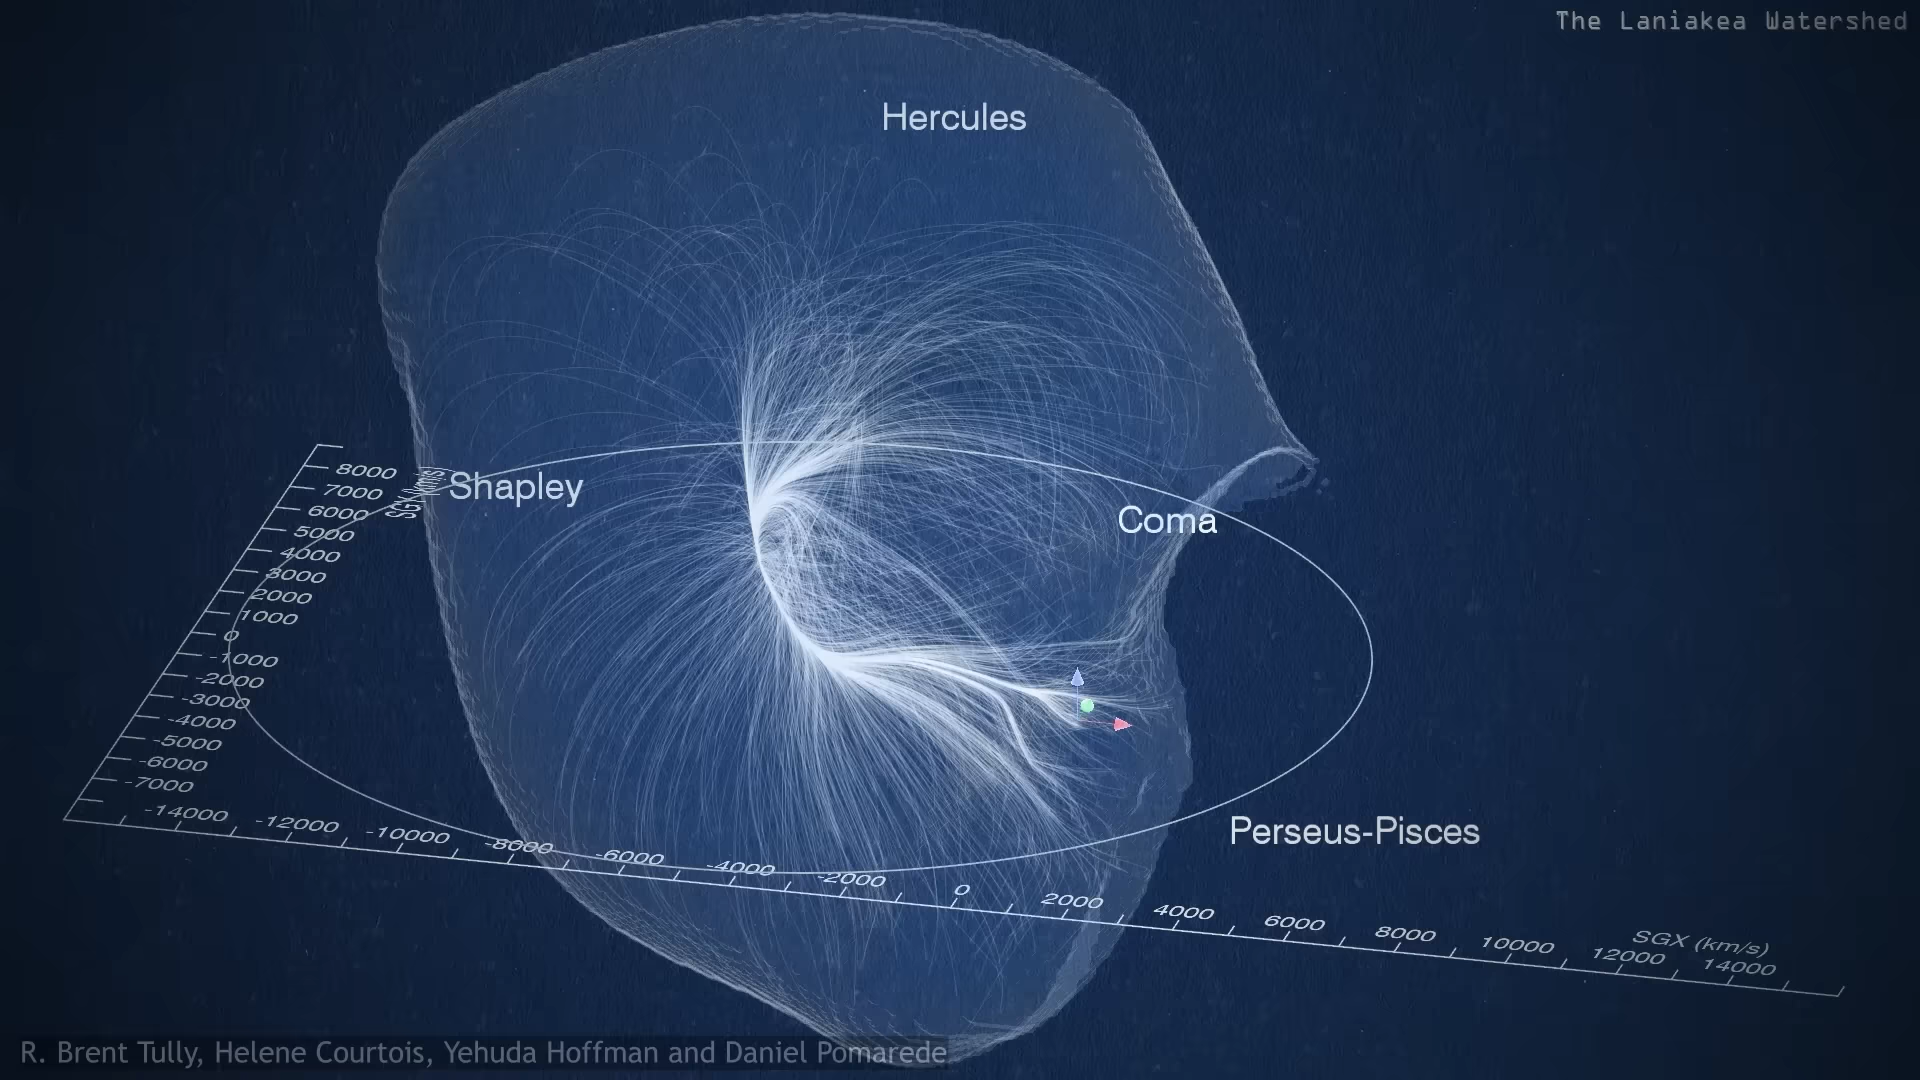 The Laniakea Watershed
Hercules
Shapley
Coma
Perseus-Pisces
8000
7000
6000
5000
4000
3000
2000
1000
0
-1000
-2000
-3000
-4000
-5000
-6000
-7000
-14000 -12000 -10000 -8000 -6000 -4000 -2000 0 2000 4000 6000 8000 10000 12000 14000
SGX (km/s)
R. Brent Tully, Helene Courtois, Yehuda Hoffman and Daniel Pomarede